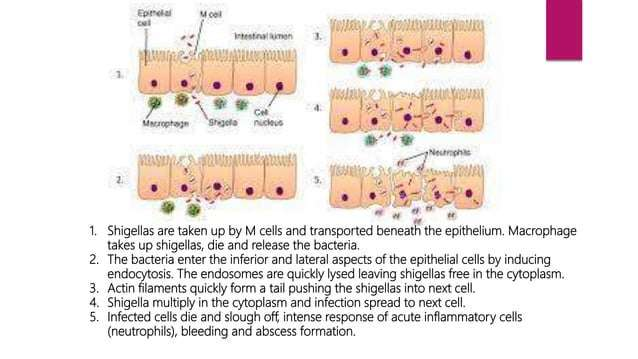 Epithelial
cell
M cell
Intestinal lumen
1.
Macrophage
Shigella
Cell
nucleus
2.
3.
4.
Neutrophils
5.
1. Shigellas are taken up by M cells and transported beneath the epithelium. Macrophage
takes up shigellas, die and release the bacteria.
2. The bacteria enter the inferior and lateral aspects of the epithelial cells by inducing
endocytosis. The endosomes are quickly lysed leaving shigellas free in the cytoplasm.
3. Actin filaments quickly form a tail pushing the shigellas into next cell.
4. Shigella multiply in the cytoplasm and infection spread to next cell.
5. Infected cells die and slough off, intense response of acute inflammatory cells
(neutrophils), bleeding and abscess formation.